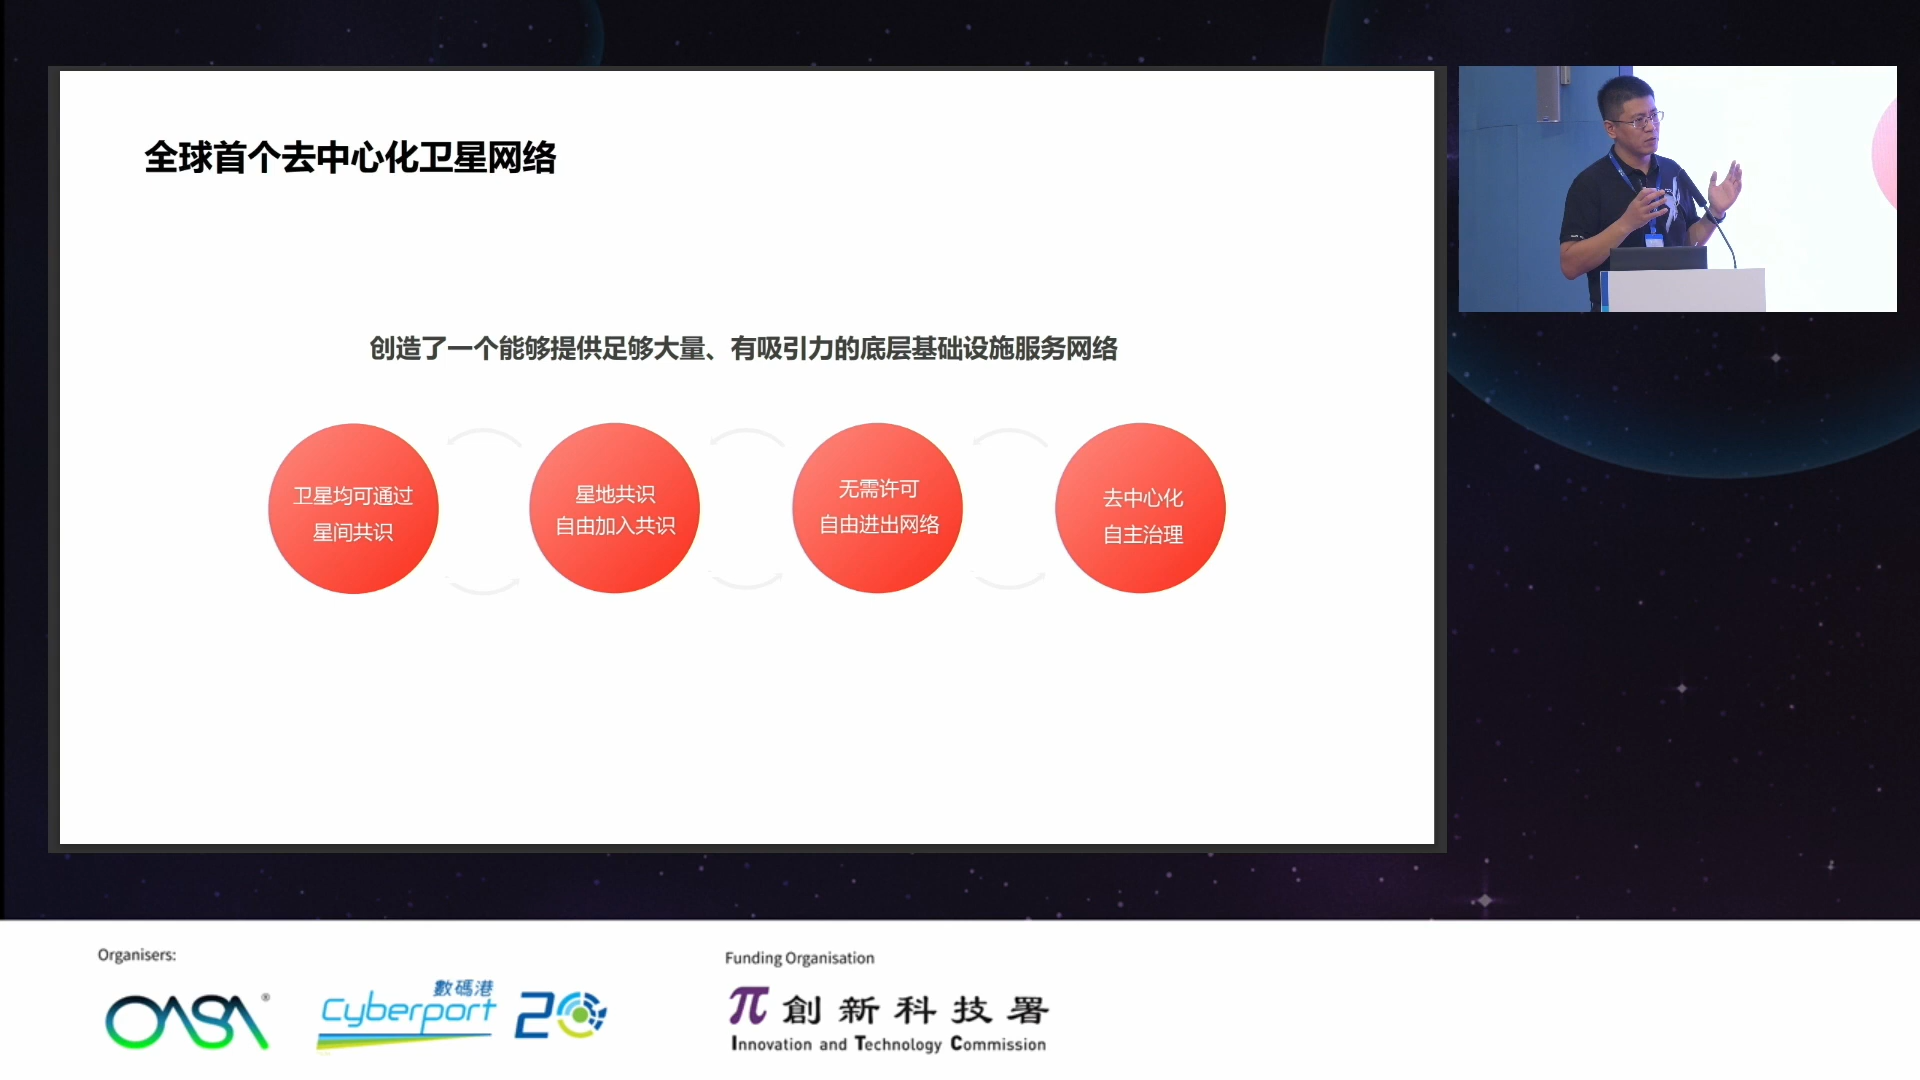 全球首个去中心化卫星网络
创造了一个能够提供足够大量、有吸引力的底层基础设施服务网络
卫星均可通过
星间共识
星地共识
自由加入共识
无需许可
自由进出网络
去中心化
自主治理
Organisers:
OASA®
數碼港
Cyberport
20
Funding Organisation
創新科技署
Innovation and Technology Commission